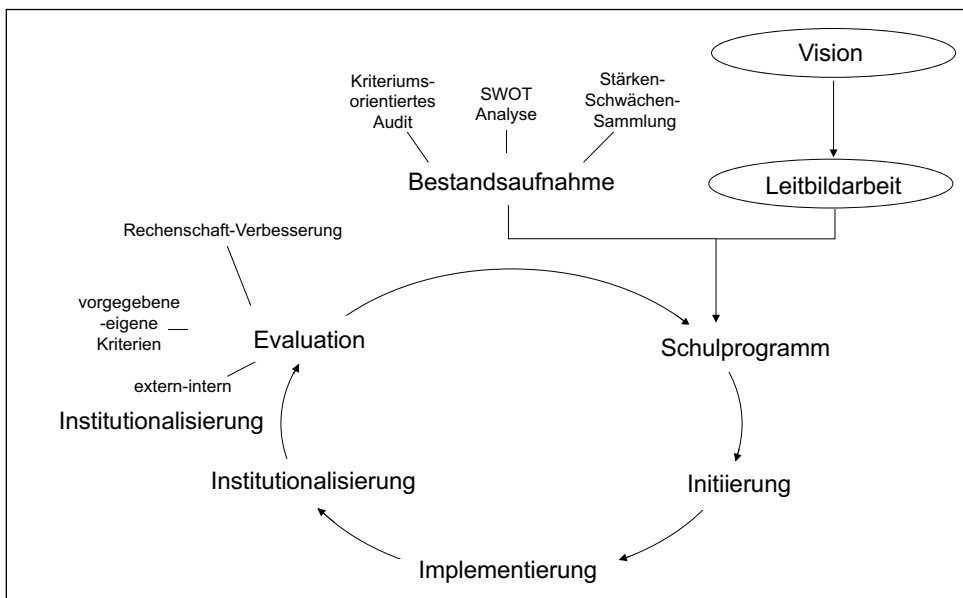 Vision
Kriteriums-
orientiertes
Audit
SWOT
Analyse
Stärken-
Schwächen-
Sammlung
Bestandsaufnahme
Leitbildarbeit
Rechenschaft-Verbesserung
vorgegebene
-eigene
Kriterien
Evaluation
Schulprogramm
extern-intern
Institutionalisierung
Institutionalisierung
Initiierung
Implementierung